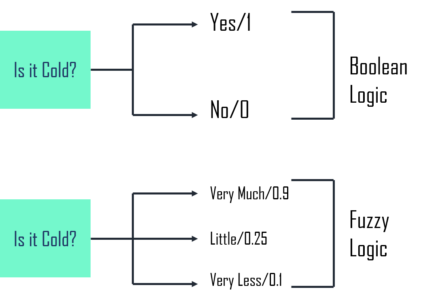 Is it Cold?
Yes/1
No/0
Boolean
Logic
Is it Cold?
Very Much/0.9
Little/0.25
Very Less/0.1
Fuzzy
Logic